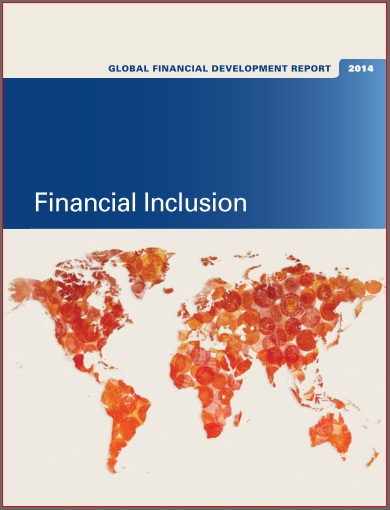 GLOBAL FINANCIAL DEVELOPMENT REPORT 2014
Financial Inclusion